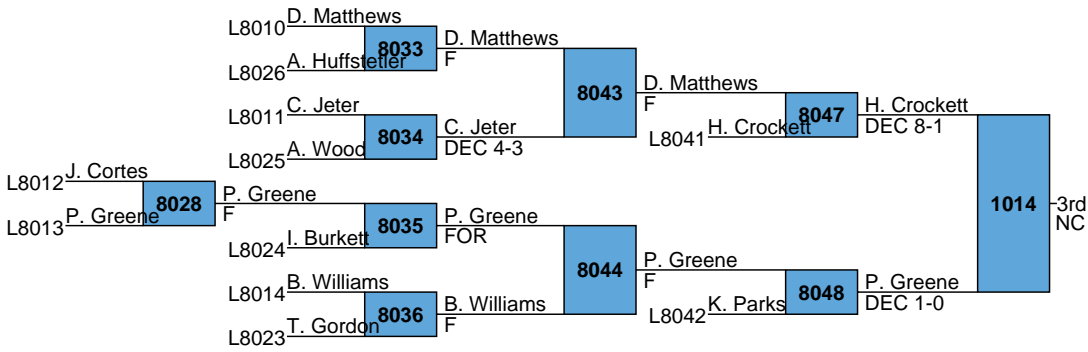 L8010 D. Matthews
8033 D. Matthews
F
L8026 A. Huffstetler
8043 D. Matthews
F
L8011 C. Jeter
8034 C. Jeter
DEC 4-3
L8025 A. Wood
8047 H. Crockett
DEC 8-1
L8041 H. Crockett
L8012 J. Cortes
8028 P. Greene
F
L8013 P. Greene
8035 P. Greene
FOR
L8024 I. Burkett
8044 P. Greene
F
L8014 B. Williams
8036 B. Williams
F
L8023 T. Gordon
8048 P. Greene
DEC 1-0
L8042 K. Parks
1014 3rd
NC